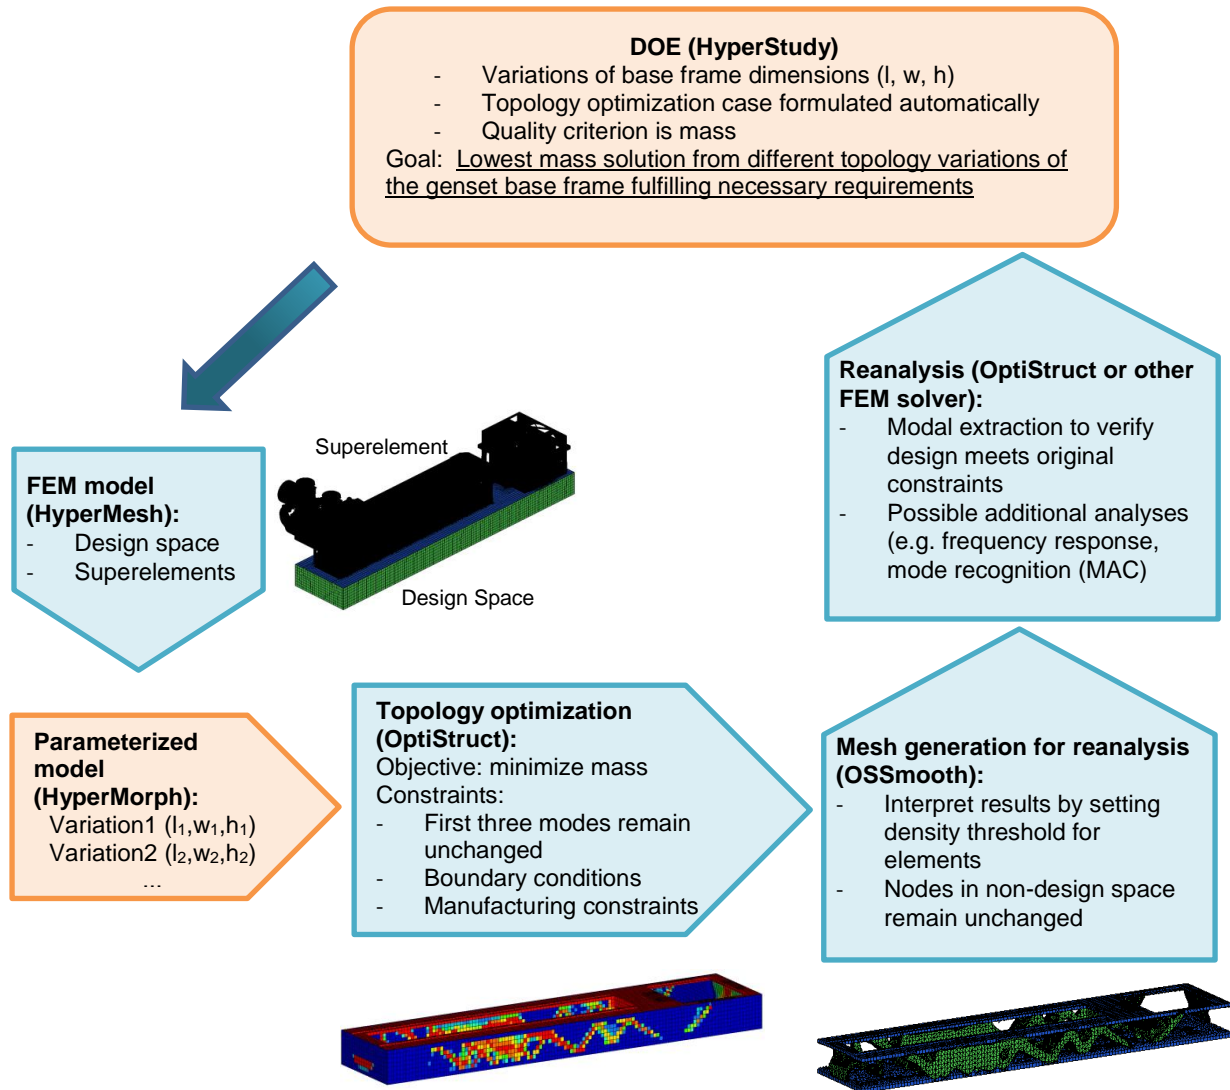 DOE (HyperStudy)
- Variations of base frame dimensions (l, w, h)
- Topology optimization case formulated automatically
- Quality criterion is mass
Goal: Lowest mass solution from different topology variations of
the genset base frame fulfilling necessary requirements
FEM model
(HyperMesh):
- Design space
- Superelements
Superelement
Design Space
Parameterized
model
(HyperMorph):
Variation1 (l₁,w₁,h₁)
Variation2 (l₂,w₂,h₂)
...
Topology optimization
(OptiStruct):
Objective: minimize mass
Constraints:
- First three modes remain
unchanged
- Boundary conditions
- Manufacturing constraints
Mesh generation for reanalysis
(OSSmooth):
- Interpret results by setting
density threshold for
elements
- Nodes in non-design space
remain unchanged
Reanalysis (OptiStruct or other
FEM solver):
- Modal extraction to verify
design meets original
constraints
- Possible additional analyses
(e.g. frequency response,
mode recognition (MAC)